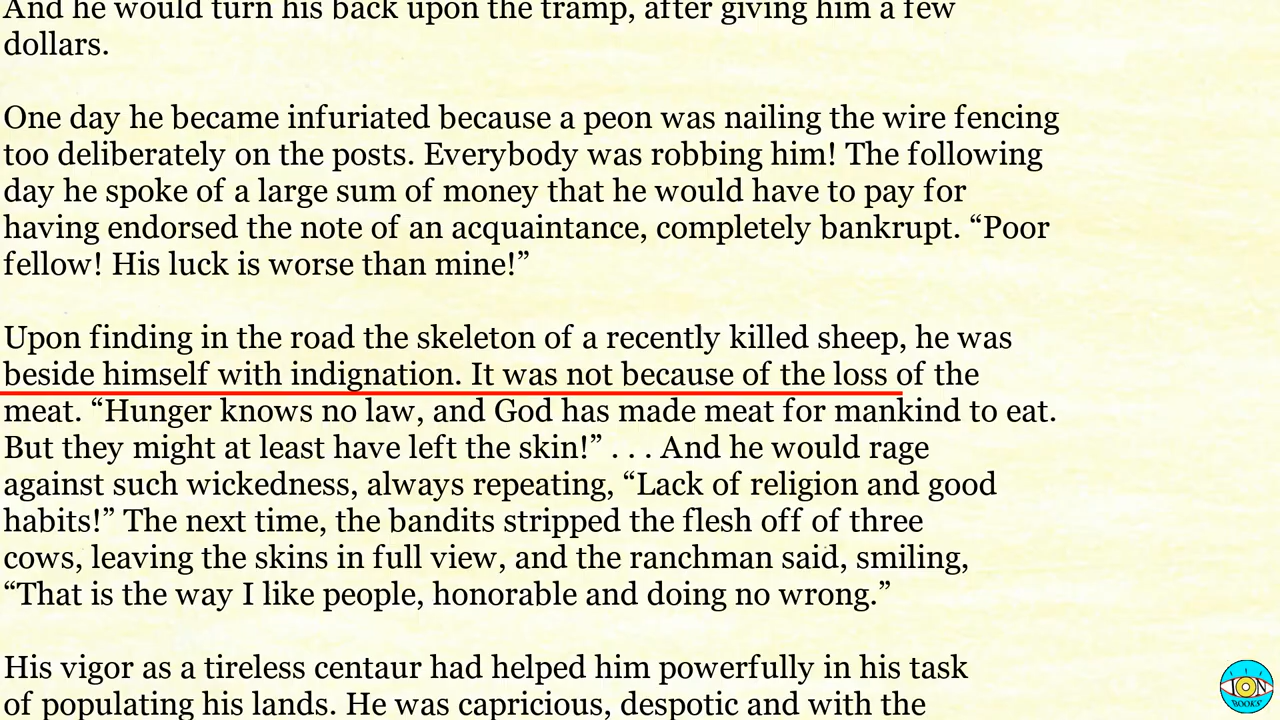 And he would turn his back upon the tramp, after giving him a few
dollars.
One day he became infuriated because a peon was nailing the wire fencing
too deliberately on the posts. Everybody was robbing him! The following
day he spoke of a large sum of money that he would have to pay for
having endorsed the note of an acquaintance, completely bankrupt. “Poor
fellow! His luck is worse than mine!”
Upon finding in the road the skeleton of a recently killed sheep, he was
beside himself with indignation. It was not because of the loss of the
meat. “Hunger knows no law, and God has made meat for mankind to eat.
But they might at least have left the skin!” . . . And he would rage
against such wickedness, always repeating, “Lack of religion and good
habits!” The next time, the bandits stripped the flesh off of three
cows, leaving the skins in full view, and the ranchman said, smiling,
“That is the way I like people, honorable and doing no wrong.”
His vigor as a tireless centaur had helped him powerfully in his task
of populating his lands. He was capricious, despotic and with the
ION
BOOKS